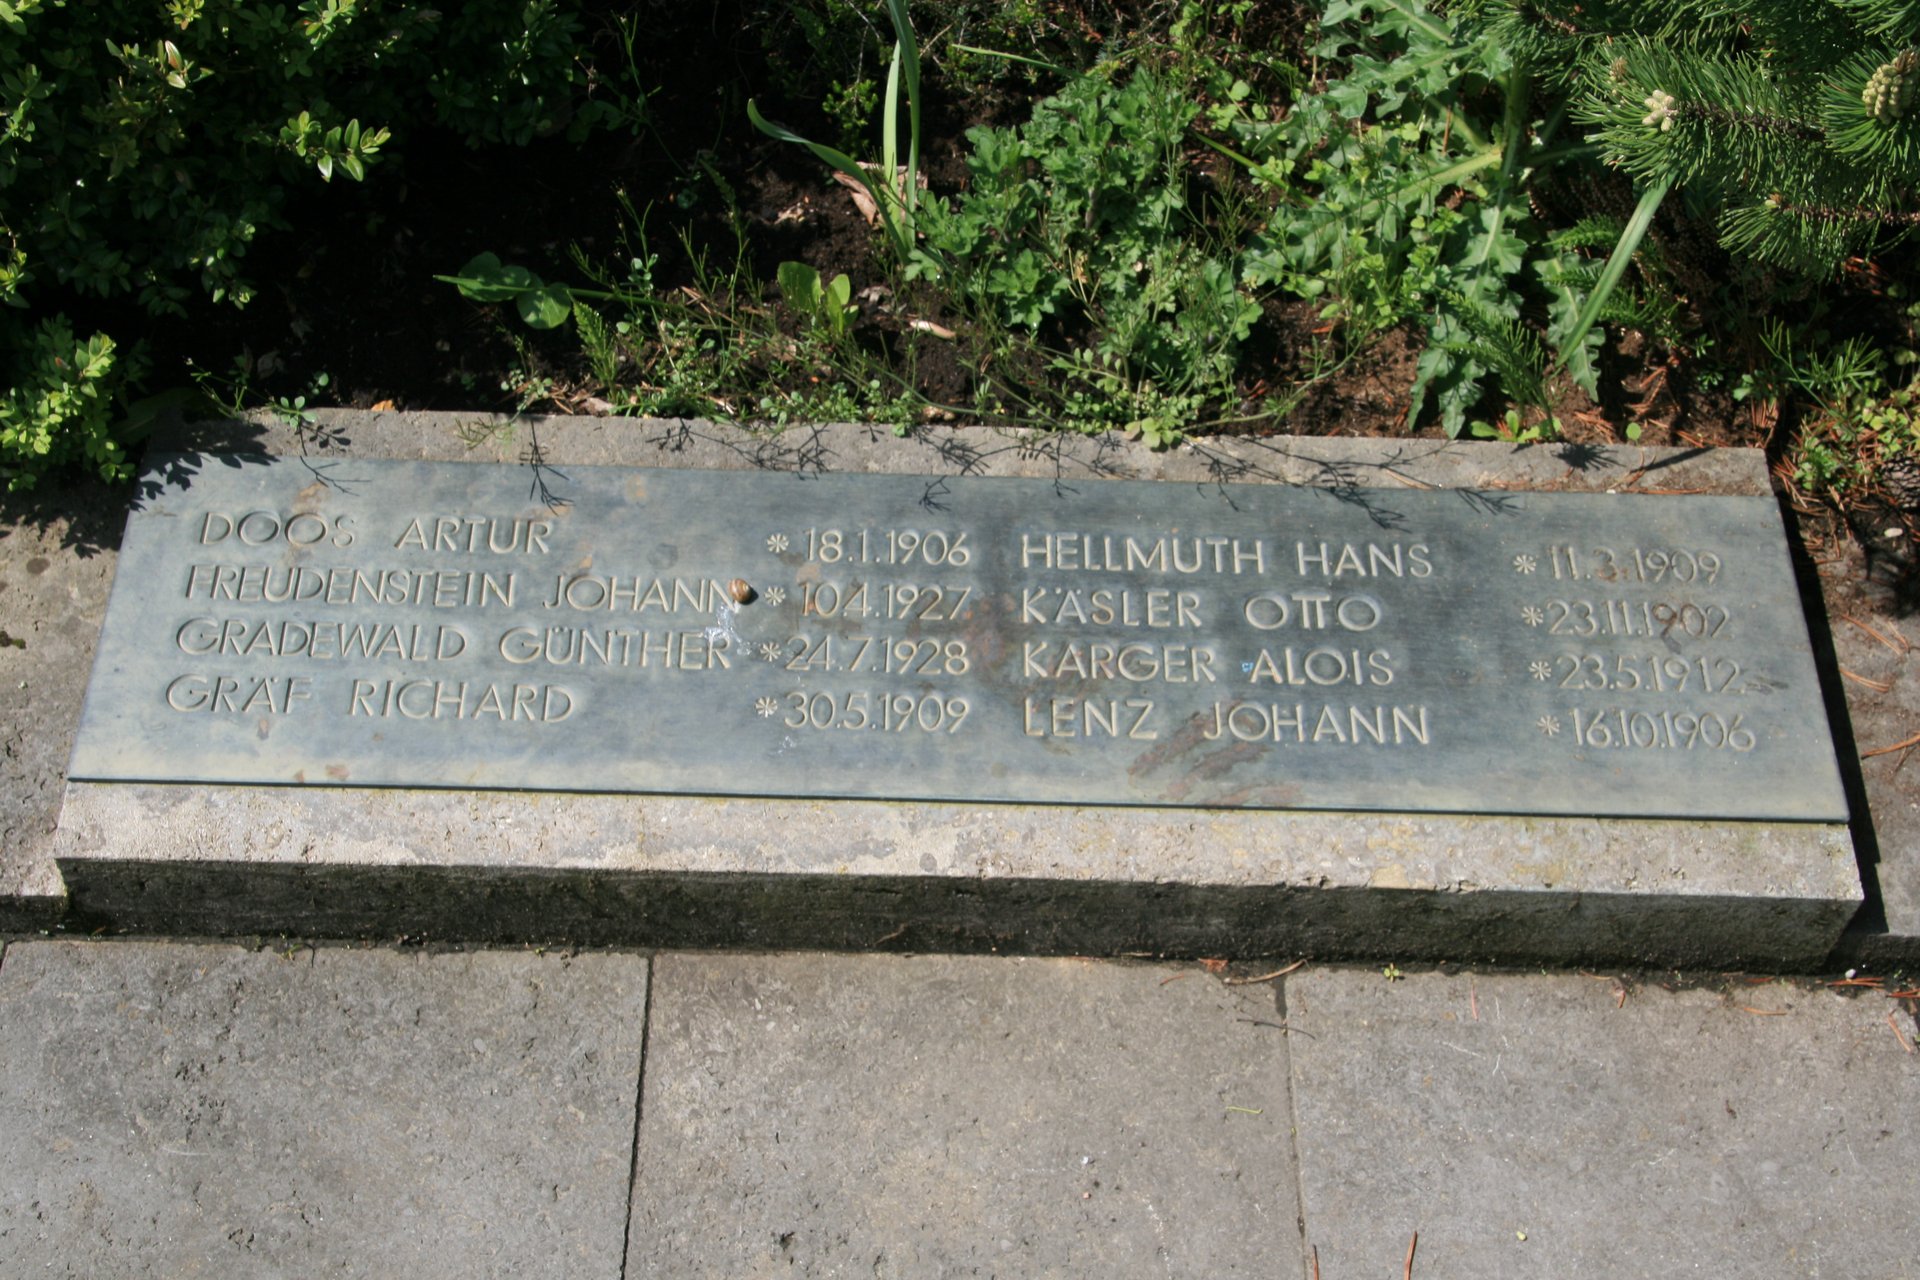 DOOS ARTUR * 18.1.1906
FREUDENSTEIN JOHANN * 10.4.1927
GRADEWALD GÜNTHER * 24.7.1928
GRÄF RICHARD * 30.5.1909
HELLMUTH HANS * 11.3.1909
KÄSLER OTTO * 23.11.1902
KARGER ALOIS * 23.5.1912
LENZ JOHANN * 16.10.1906